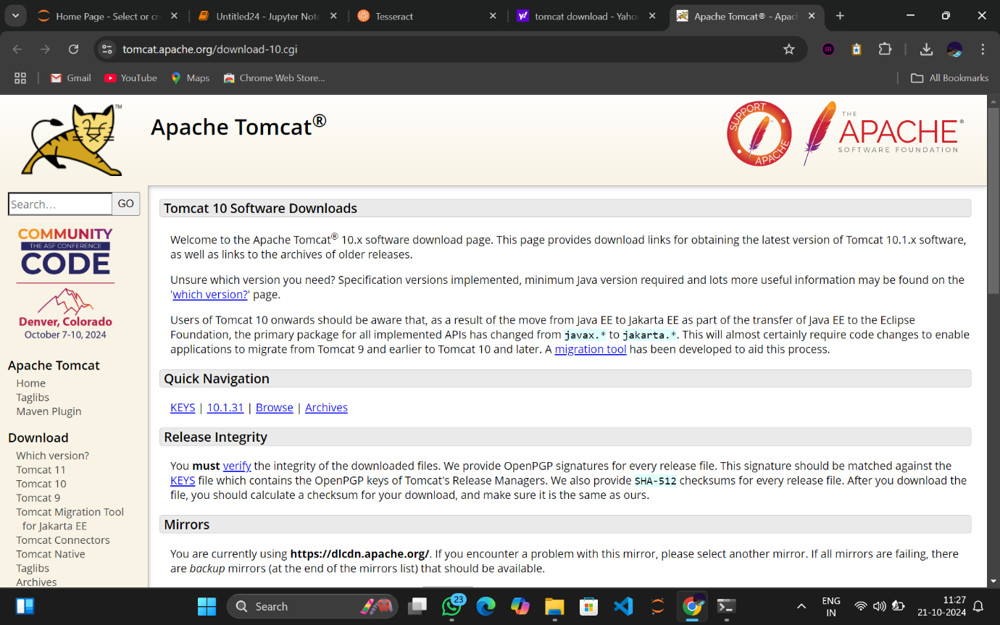 Home Page - Select or cr
Untitled24 - Jupyter Note
Tesseract
tomcat download - Yaho
Apache Tomcat® - Apac
tomcat.apache.org/download-10.cgi
GR
Gmail
YouTube
Maps
Chrome Web Store...
All Bookmarks
TM
Apache Tomcat®
SUPPORT
APACHE
THE
APACHE®
SOFTWARE FOUNDATION
Search…
GO
COMMUNITY
THE ASF CONFERENCE
CODE
Denver, Colorado
October 7-10, 2024
Apache Tomcat
Home
Taglibs
Maven Plugin
Download
Which version?
Tomcat 11
Tomcat 10
Tomcat 9
Tomcat Migration Tool
for Jakarta EE
Tomcat Connectors
Tomcat Native
Taglibs
Archives
Tomcat 10 Software Downloads
Welcome to the Apache Tomcat® 10.x software download page. This page provides download links for obtaining the latest version of Tomcat 10.1.x software,
as well as links to the archives of older releases.
Unsure which version you need? Specification versions implemented, minimum Java version required and lots more useful information may be found on the
'which version?' page.
Users of Tomcat 10 onwards should be aware that, as a result of the move from Java EE to Jakarta EE as part of the transfer of Java EE to the Eclipse
Foundation, the primary package for all implemented APIs has changed from javax.* to jakarta.*. This will almost certainly require code changes to enable
applications to migrate from Tomcat 9 and earlier to Tomcat 10 and later. A migration tool has been developed to aid this process.
Quick Navigation
KEYS | 10.1.31 | Browse | Archives
Release Integrity
You must verify the integrity of the downloaded files. We provide OpenPGP signatures for every release file. This signature should be matched against the
KEYS file which contains the OpenPGP keys of Tomcat's Release Managers. We also provide SHA-512 checksums for every release file. After you download the
file, you should calculate a checksum for your download, and make sure it is the same as ours.
Mirrors
You are currently using https://dlcdn.apache.org/. If you encounter a problem with this mirror, please select another mirror. If all mirrors are failing, there
are backup mirrors (at the end of the mirrors list) that should be available.
Search
23
ENG
IN
11:27
21-10-2024